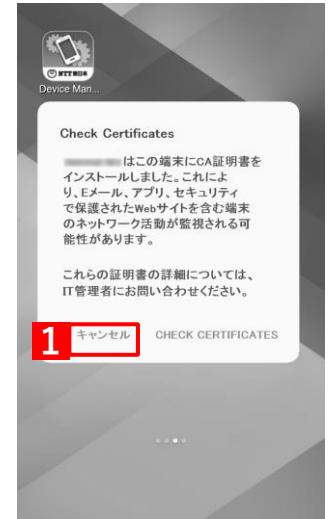 NTT東日本
Device Man...
Check Certificates
はこの端末にCA証明書を
インストールしました。これによ
り、Eメール、アプリ、セキュリティ
で保護されたWebサイトを含む端末
のネットワーク活動が監視される可
能性があります。
これらの証明書の詳細については、
IT管理者にお問い合わせください。
1
キャンセル CHECK CERTIFICATES